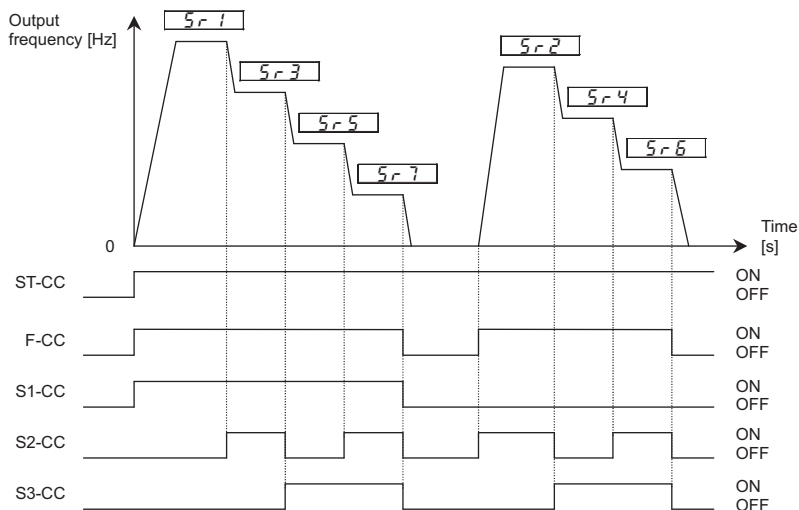 Output
frequency [Hz]
Sr1
Sr2
Sr3
Sr4
Sr5
Sr6
Sr7
0
Time
[s]
ST-CC
ON
OFF
F-CC
ON
OFF
S1-CC
ON
OFF
S2-CC
ON
OFF
S3-CC
ON
OFF